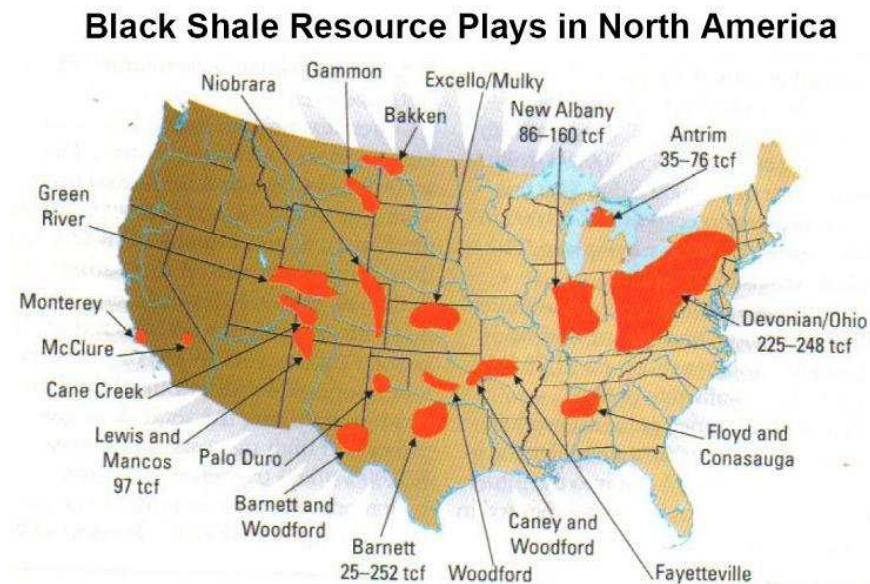 Black Shale Resource Plays in North America
Gammon
Niobrara
Excello/Mulky
Bakken
New Albany
86–160 tcf
Antrim
35–76 tcf
Green
River
Monterey
McClure
Devonian/Ohio
225–248 tcf
Cane Creek
Lewis and
Mancos
97 tcf
Palo Duro
Floyd and
Conasauga
Barnett and
Woodford
Barnett
25–252 tcf
Woodford
Caney and
Woodford
Fayetteville